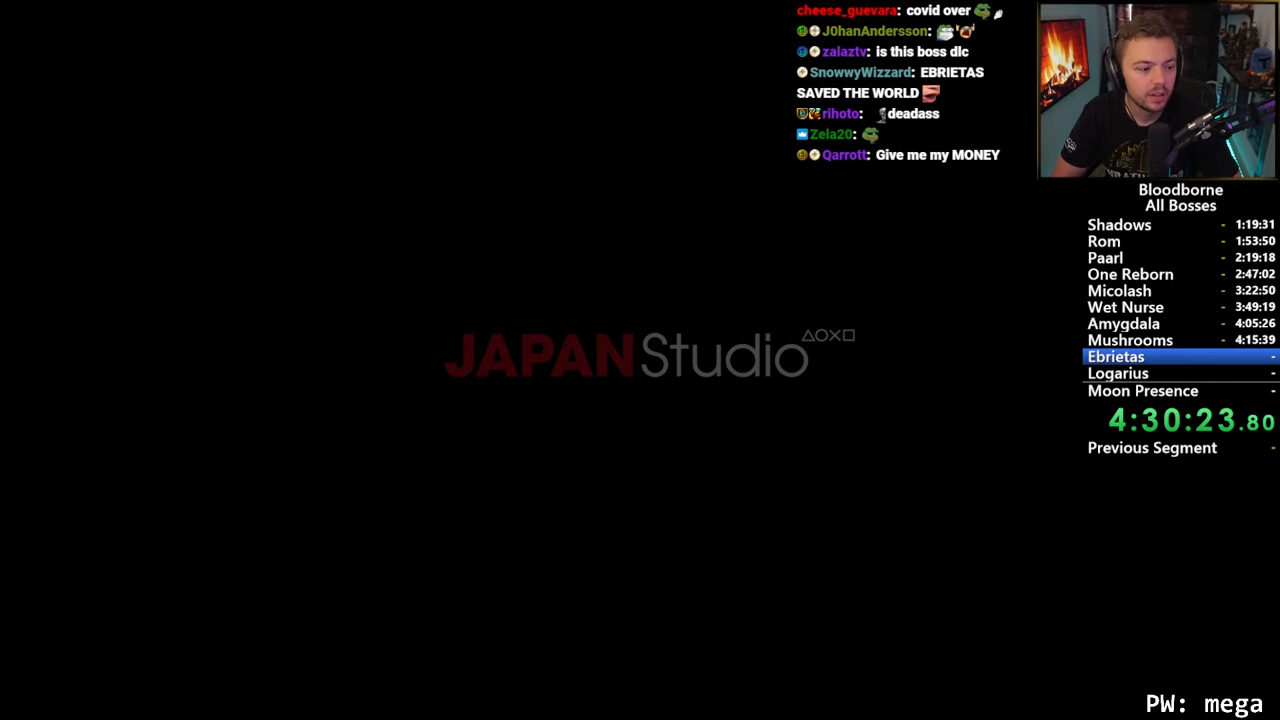 cheese_guevara: covid over
J0hanAndersson:
zalaztv: is this boss dlc
SnowwyWizzard: EBRIETAS
SAVED THE WORLD
rihoto: deadass
Zela20:
Qarrott: Give me my MONEY
Bloodborne
All Bosses
Shadows - 1:19:31
Rom - 1:53:50
Paarl - 2:19:18
One Reborn - 2:47:02
Micolash - 3:22:50
Wet Nurse - 3:49:19
Amygdala - 4:05:26
Mushrooms - 4:15:39
Ebrietas -
Logarius -
Moon Presence -
4:30:23.80
Previous Segment -
JAPANStudio
PW: mega